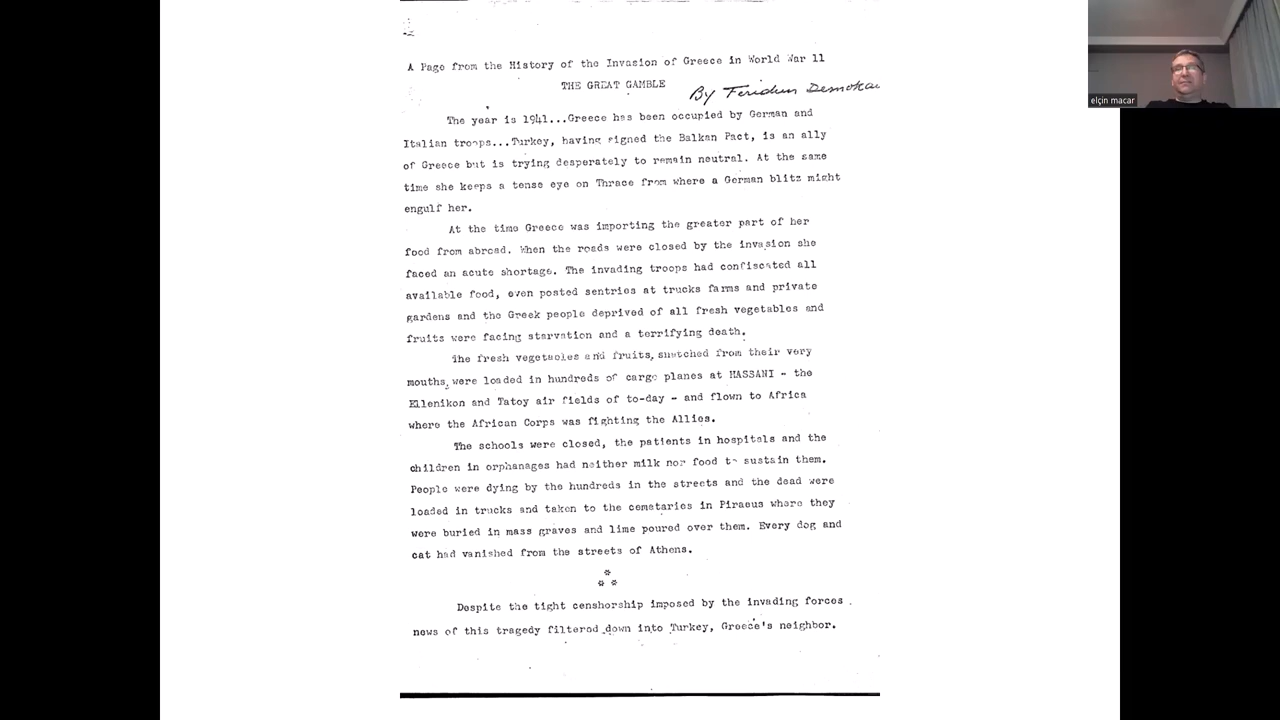 A Page from the History of the Invasion of Greece in World War 11
THE GREAT GAMBLE
By Feridun
The year is 1941...Greece has been occupied by German and
Italian troops...Turkey, having signed the Balkan Pact, is an ally
of Greece but is trying desperately to remain neutral. At the same
time she keeps a tense eye on Thrace from where a German blitz might
engulf her.
At the time Greece was importing the greater part of her
food from abroad. When the roads were closed by the invasion she
faced an acute shortage. The invading troops had confiscated all
available food, even posted sentries at trucks farms and private
gardens and the Greek people deprived of all fresh vegetables and
fruits were facing starvation and a terrifying death.
The fresh vegetables and fruits, snatched from their very
mouths, were loaded in hundreds of cargo planes at HASSANI - the
Ellenikon and Tatoy air fields of to-day - and flown to Africa
where the African Corps was fighting the Allies.
The schools were closed, the patients in hospitals and the
children in orphanages had neither milk nor food to sustain them.
People were dying by the hundreds in the streets and the dead were
loaded in trucks and taken to the cemetaries in Piraeus where they
were buried in mass graves and lime poured over them. Every dog and
cat had vanished from the streets of Athens.
*
* *
Despite the tight censhorship imposed by the invading forces
news of this tragedy filtered down into Turkey, Greece's neighbor.
elçin macar